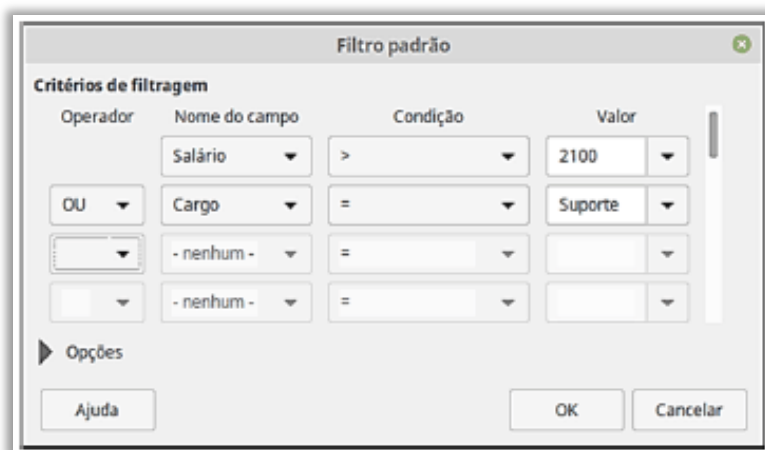 Filtro padrão
Critérios de filtragem
Operador Nome do campo Condição Valor
Salário > 2100
OU Cargo = Suporte
- nenhum - =
- nenhum - =
Opções
Ajuda OK Cancelar